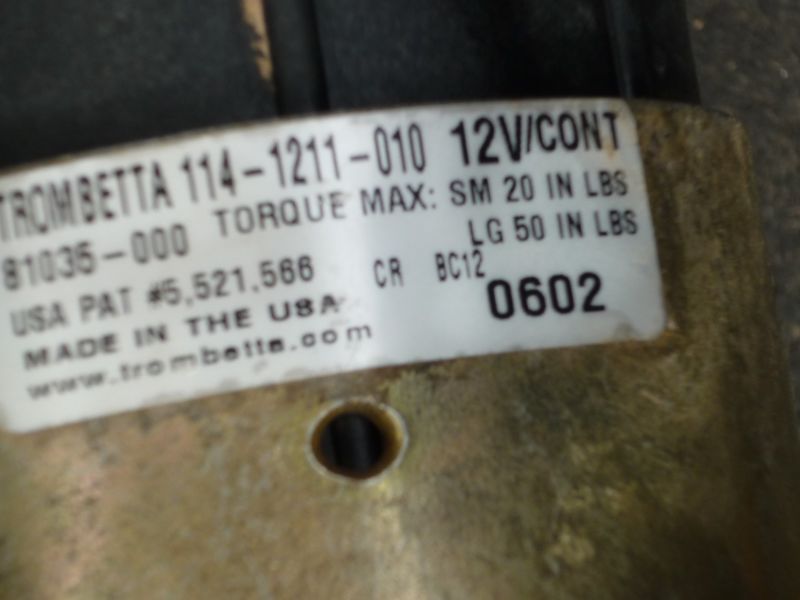 TROMBETTA 114-1211-010 12V/CONT
81035-000 TORQUE MAX: SM 20 IN LBS
LG 50 IN LBS
USA PAT #5,521,566 CR BC12
MADE IN THE USA 0602
www.trombetta.com